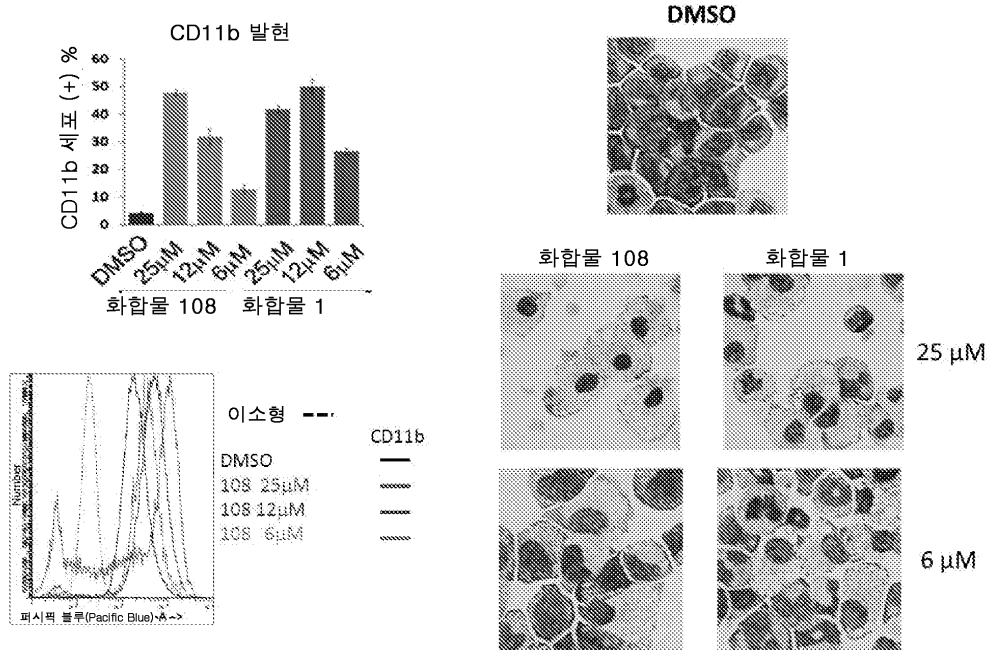 CD11b 발현
CD11b 세포 (+) %
60
50
40
30
20
10
0
DMSO
25μM
12μM
6μM
25μM
12μM
6μM
화합물 108
화합물 1
이소형
CD11b
DMSO
108 25μM
108 12μM
108 6μM
Number
퍼시픽 블루(Pacific Blue)-A->
DMSO
화합물 108
화합물 1
25 μM
6 μM